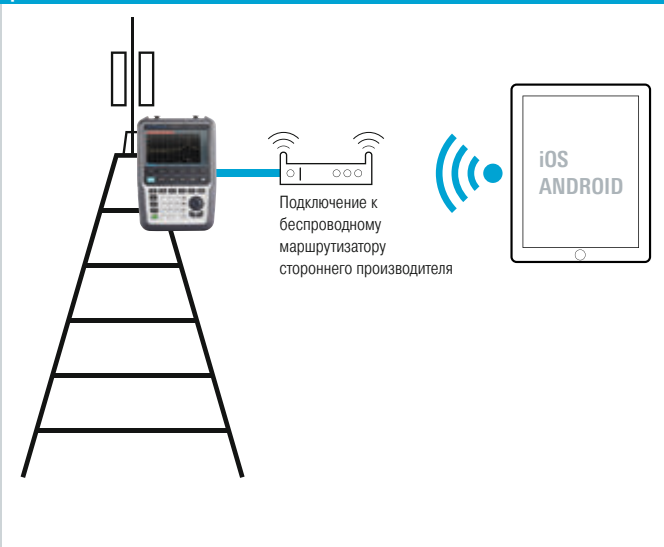 iOS
ANDROID
Подключение к
беспроводному
маршрутизатору
стороннего производителя